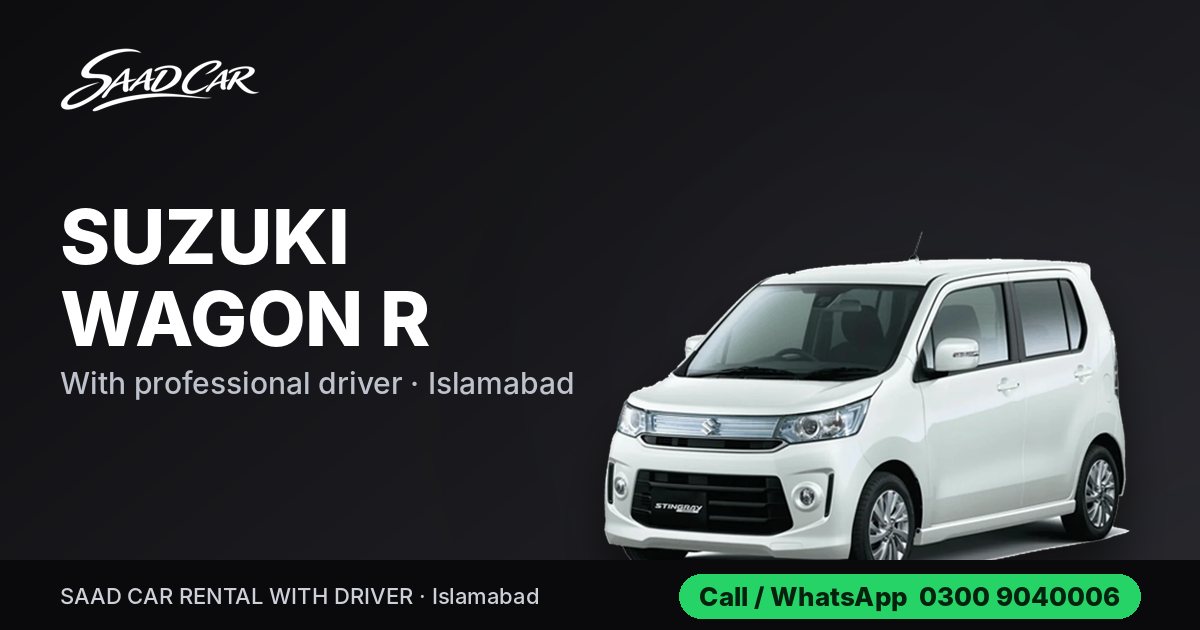 SAAD CAR
SUZUKI
WAGON R
With professional driver · Islamabad
STINGRAY
SAAD CAR RENTAL WITH DRIVER · Islamabad
Call / WhatsApp 0300 9040006